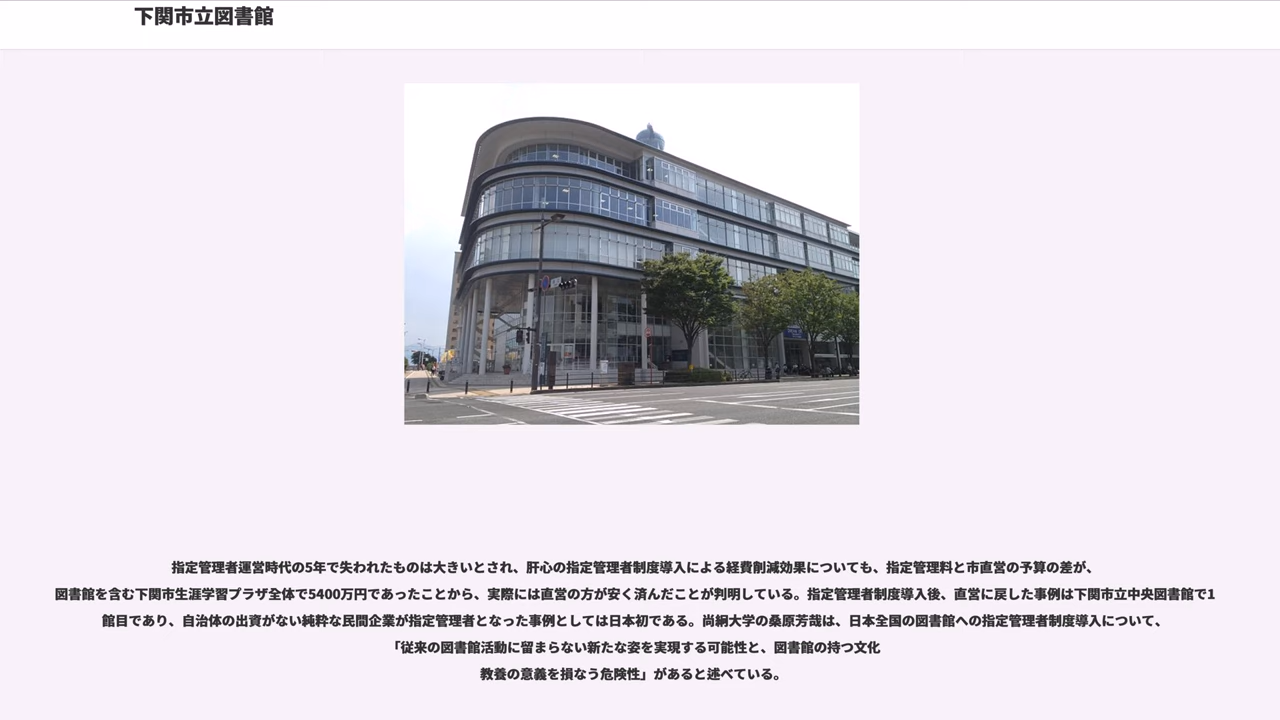 下関市立図書館
指定管理者運営時代の5年で失われたものは大きいとされ、肝心の指定管理者制度導入による経費削減効果についても、指定管理料と市直営の予算の差が、
図書館を含む下関市生涯学習プラザ全体で5400万円であったことから、実際には直営の方が安く済んだことが判明している。指定管理者制度導入後、直営に戻した事例は下関市立中央図書館で1
館目であり、自治体の出資がない純粋な民間企業が指定管理者となった事例としては日本初である。尚絅大学の桑原芳哉は、日本全国の図書館への指定管理者制度導入について、
「従来の図書館活動に留まらない新たな姿を実現する可能性と、図書館の持つ文化
教養の意義を損なう危険性」があると述べている。